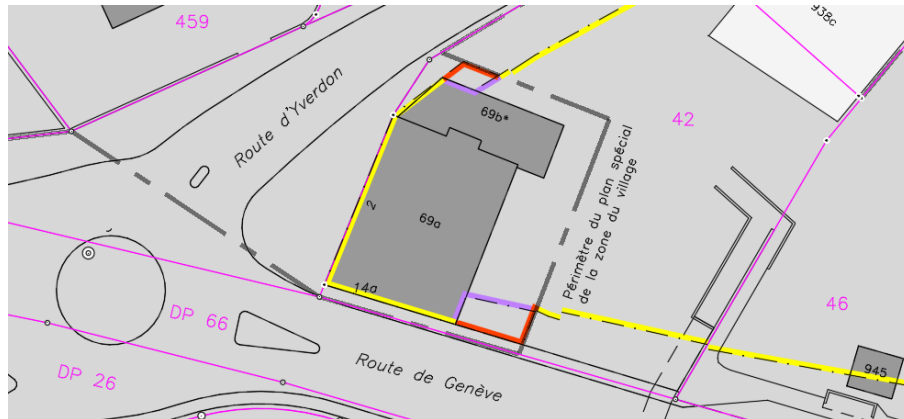 459
938c
Route d'Yverdon
69b*
42
Périmètre du plan spécial
de la zone du village
2
69a
14a
46
DP 66
DP 26
Route de Genève
945